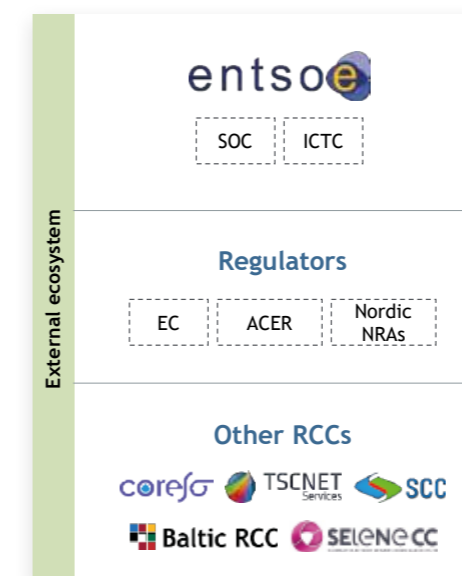 External ecosystem
entsoe
SOC
ICTC
Regulators
EC
ACER
Nordic
NRAs
Other RCCs
coreso
TSCNET
Services
SCC
Baltic RCC
SELENE CC